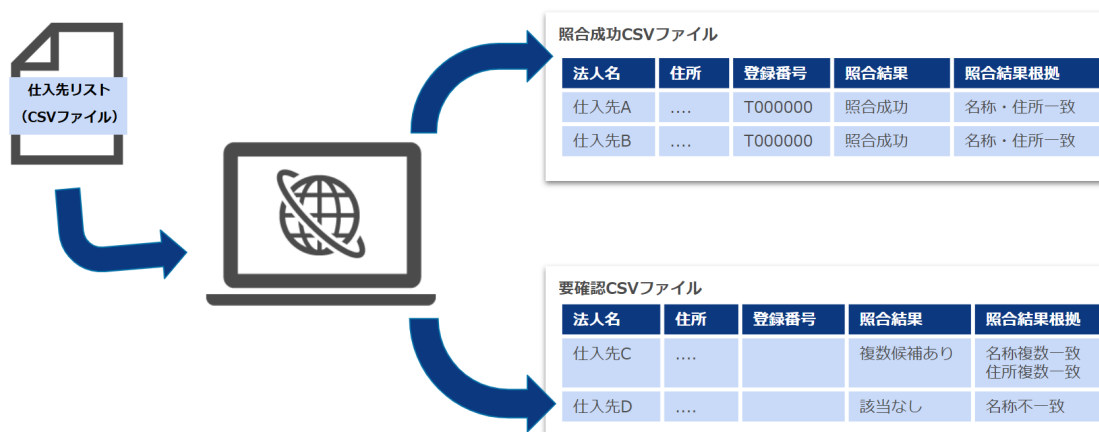 仕入先リスト
（CSVファイル）
照合成功CSVファイル
法人名 住所 登録番号 照合結果 照合結果根拠
仕入先A .... T000000 照合成功 名称・住所一致
仕入先B .... T000000 照合成功 名称・住所一致
要確認CSVファイル
法人名 住所 登録番号 照合結果 照合結果根拠
仕入先C .... 複数候補あり 名称複数一致
住所複数一致
仕入先D .... 該当なし 名称不一致